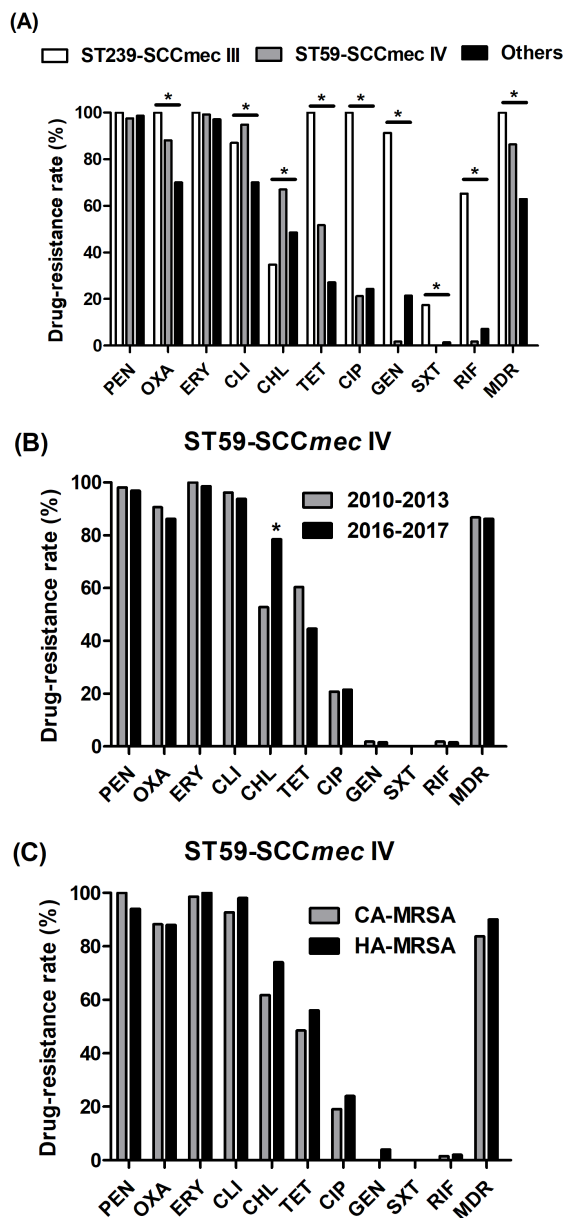 (A)
ST239-SCCmec III ST59-SCCmec IV Others
Drug-resistance rate (%)
100
80
60
40
20
0
* * * * * * * * *
PEN OXA ERY CLI CHL TET CIP GEN SXT RIF MDR
(B) ST59-SCCmec IV
Drug-resistance rate (%)
100
80
60
40
20
0
2010-2013
2016-2017
*
PEN OXA ERY CLI CHL TET CIP GEN SXT RIF MDR
(C) ST59-SCCmec IV
Drug-resistance rate (%)
100
80
60
40
20
0
CA-MRSA
HA-MRSA
PEN OXA ERY CLI CHL TET CIP GEN SXT RIF MDR